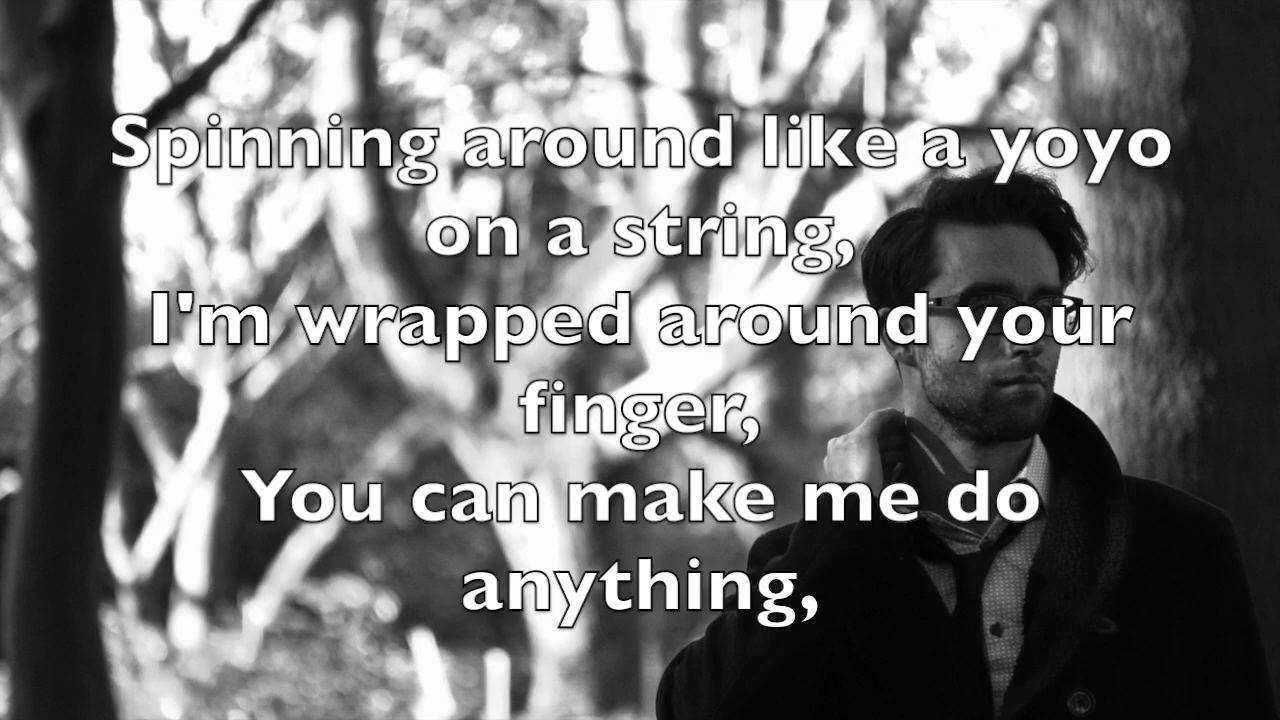 Spinning around like a yoyo
on a string,
I'm wrapped around your
finger,
You can make me do
anything,